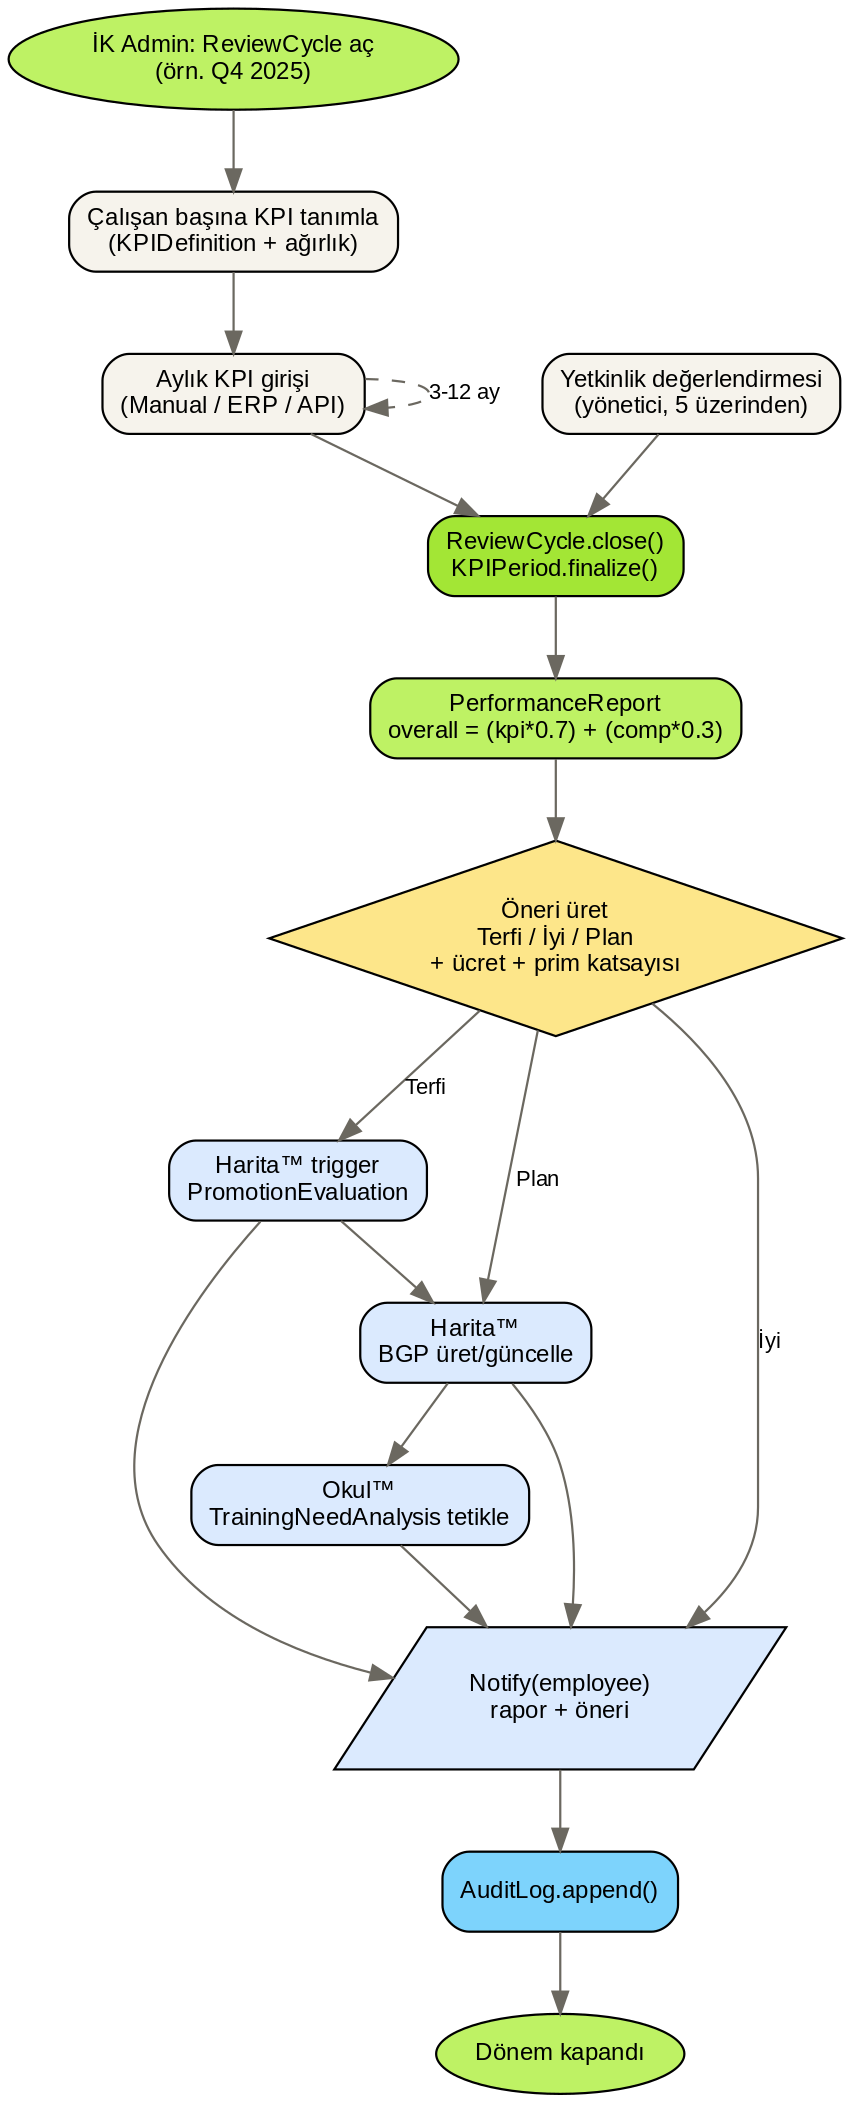 İK Admin: ReviewCycle aç
(örn. Q4 2025)
Çalışan başına KPI tanımla
(KPIDefinition + ağırlık)
Aylık KPI girişi
(Manual / ERP / API)
3-12 ay
Yetkinlik değerlendirmesi
(yönetici, 5 üzerinden)
ReviewCycle.close()
KPIPeriod.finalize()
PerformanceReport
overall = (kpi*0.7) + (comp*0.3)
Öneri üret
Terfi / İyi / Plan
+ ücret + prim katsayısı
Terfi
Harita™ trigger
PromotionEvaluation
Plan
Harita™
BGP üret/güncelle
İyi
Okul™
TrainingNeedAnalysis tetikle
Notify(employee)
rapor + öneri
AuditLog.append()
Dönem kapandı